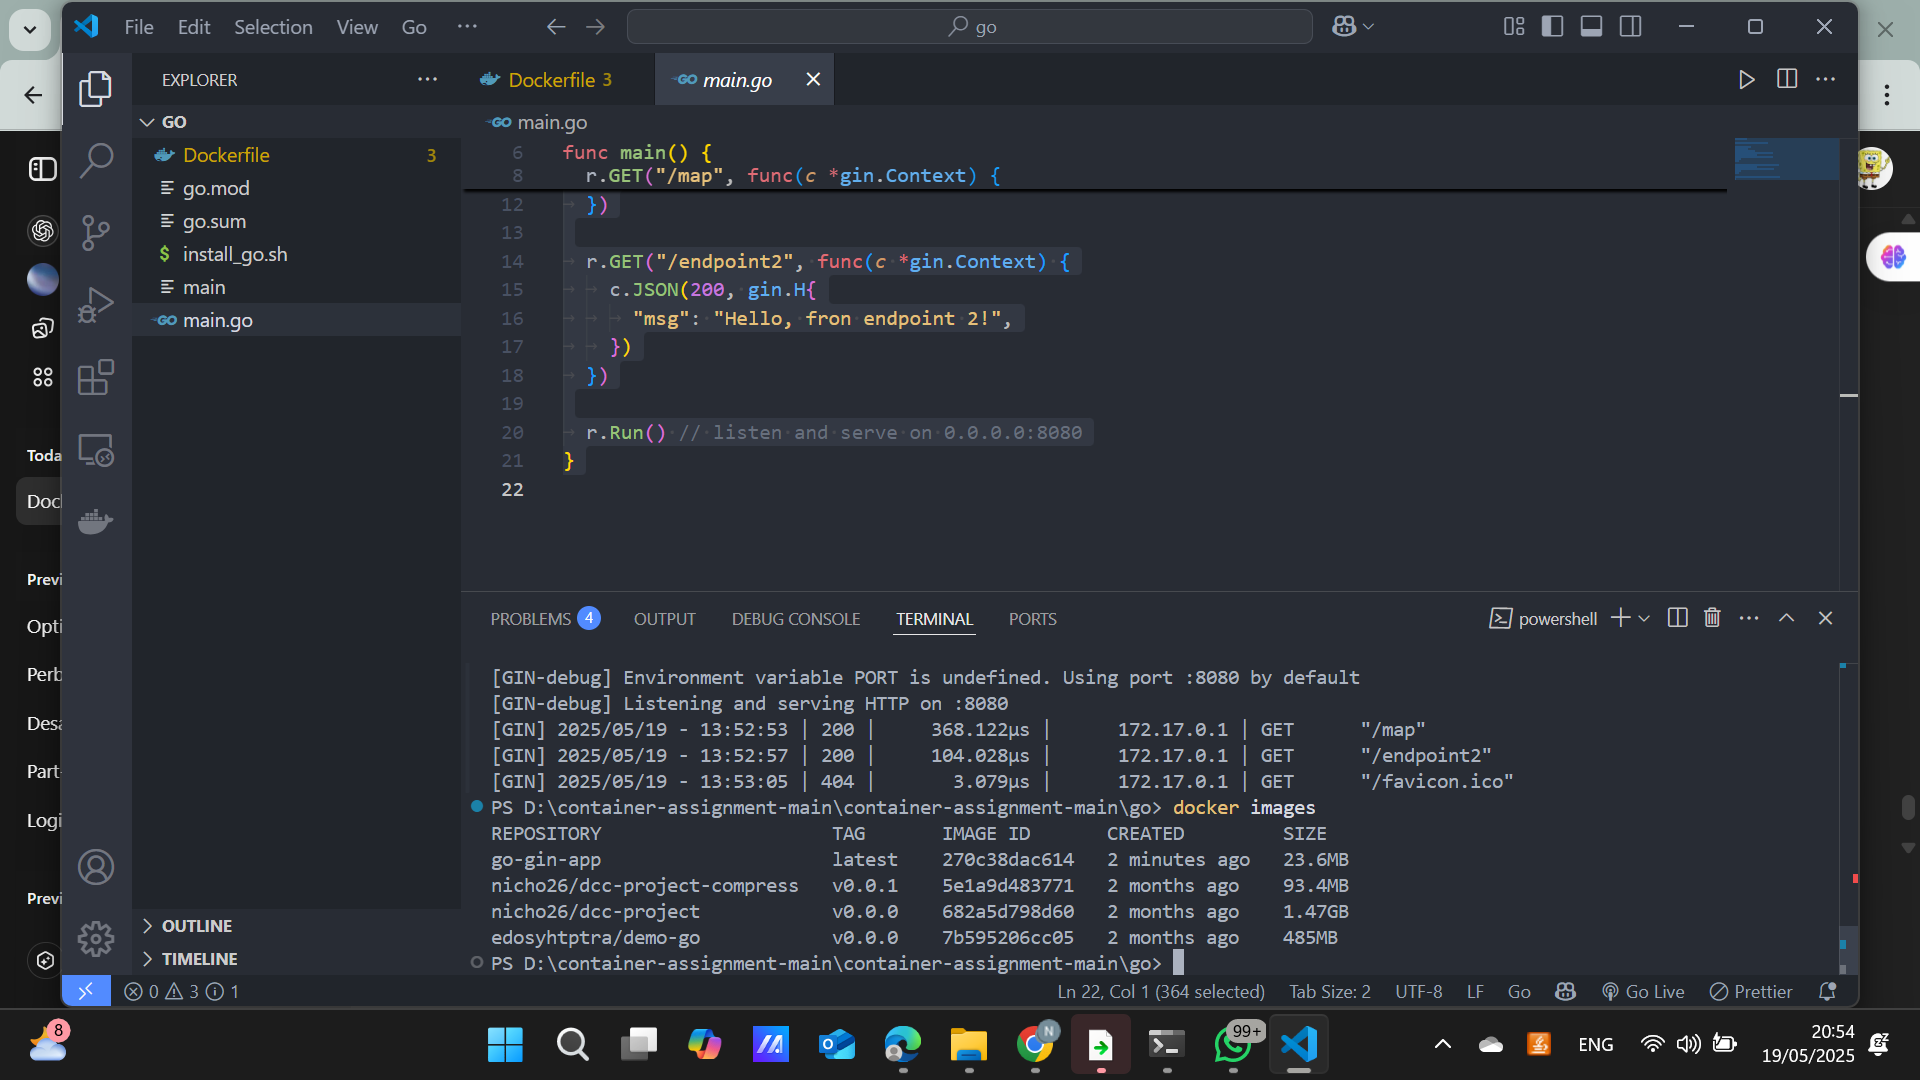 File Edit Selection View Go ··· go
EXPLORER ···
Dockerfile 3
main.go
GO
main.go
Dockerfile 3
go.mod
go.sum
install_go.sh
main
main.go
6 func main() {
8 r.GET("/map", func(c *gin.Context) {
12 })
13
14 r.GET("/endpoint2", func(c *gin.Context) {
15 c.JSON(200, gin.H{
16 "msg": "Hello, fron endpoint 2!",
17 })
18 })
19
20 r.Run() // listen and serve on 0.0.0.0:8080
21 }
22
PROBLEMS 4 OUTPUT DEBUG CONSOLE TERMINAL PORTS powershell
[GIN-debug] Environment variable PORT is undefined. Using port :8080 by default
[GIN-debug] Listening and serving HTTP on :8080
[GIN] 2025/05/19 - 13:52:53 | 200 | 368.122µs | 172.17.0.1 | GET "/map"
[GIN] 2025/05/19 - 13:52:57 | 200 | 104.028µs | 172.17.0.1 | GET "/endpoint2"
[GIN] 2025/05/19 - 13:53:05 | 404 | 3.079µs | 172.17.0.1 | GET "/favicon.ico"
PS D:\container-assignment-main\container-assignment-main\go> docker images
REPOSITORY TAG IMAGE ID CREATED SIZE
go-gin-app latest 270c38dac614 2 minutes ago 23.6MB
nicho26/dcc-project-compress v0.0.1 5e1a9d483771 2 months ago 93.4MB
nicho26/dcc-project v0.0.0 682a5d798d60 2 months ago 1.47GB
edosyhtptra/demo-go v0.0.0 7b595206cc05 2 months ago 485MB
PS D:\container-assignment-main\container-assignment-main\go>
OUTLINE
TIMELINE
0 3 1 Ln 22, Col 1 (364 selected) Tab Size: 2 UTF-8 LF Go Go Live Prettier
Toda
Doc
Previ
Opti
Perb
Desa
Part
Logi
Previ
8
N
99+
ENG
20:54
19/05/2025